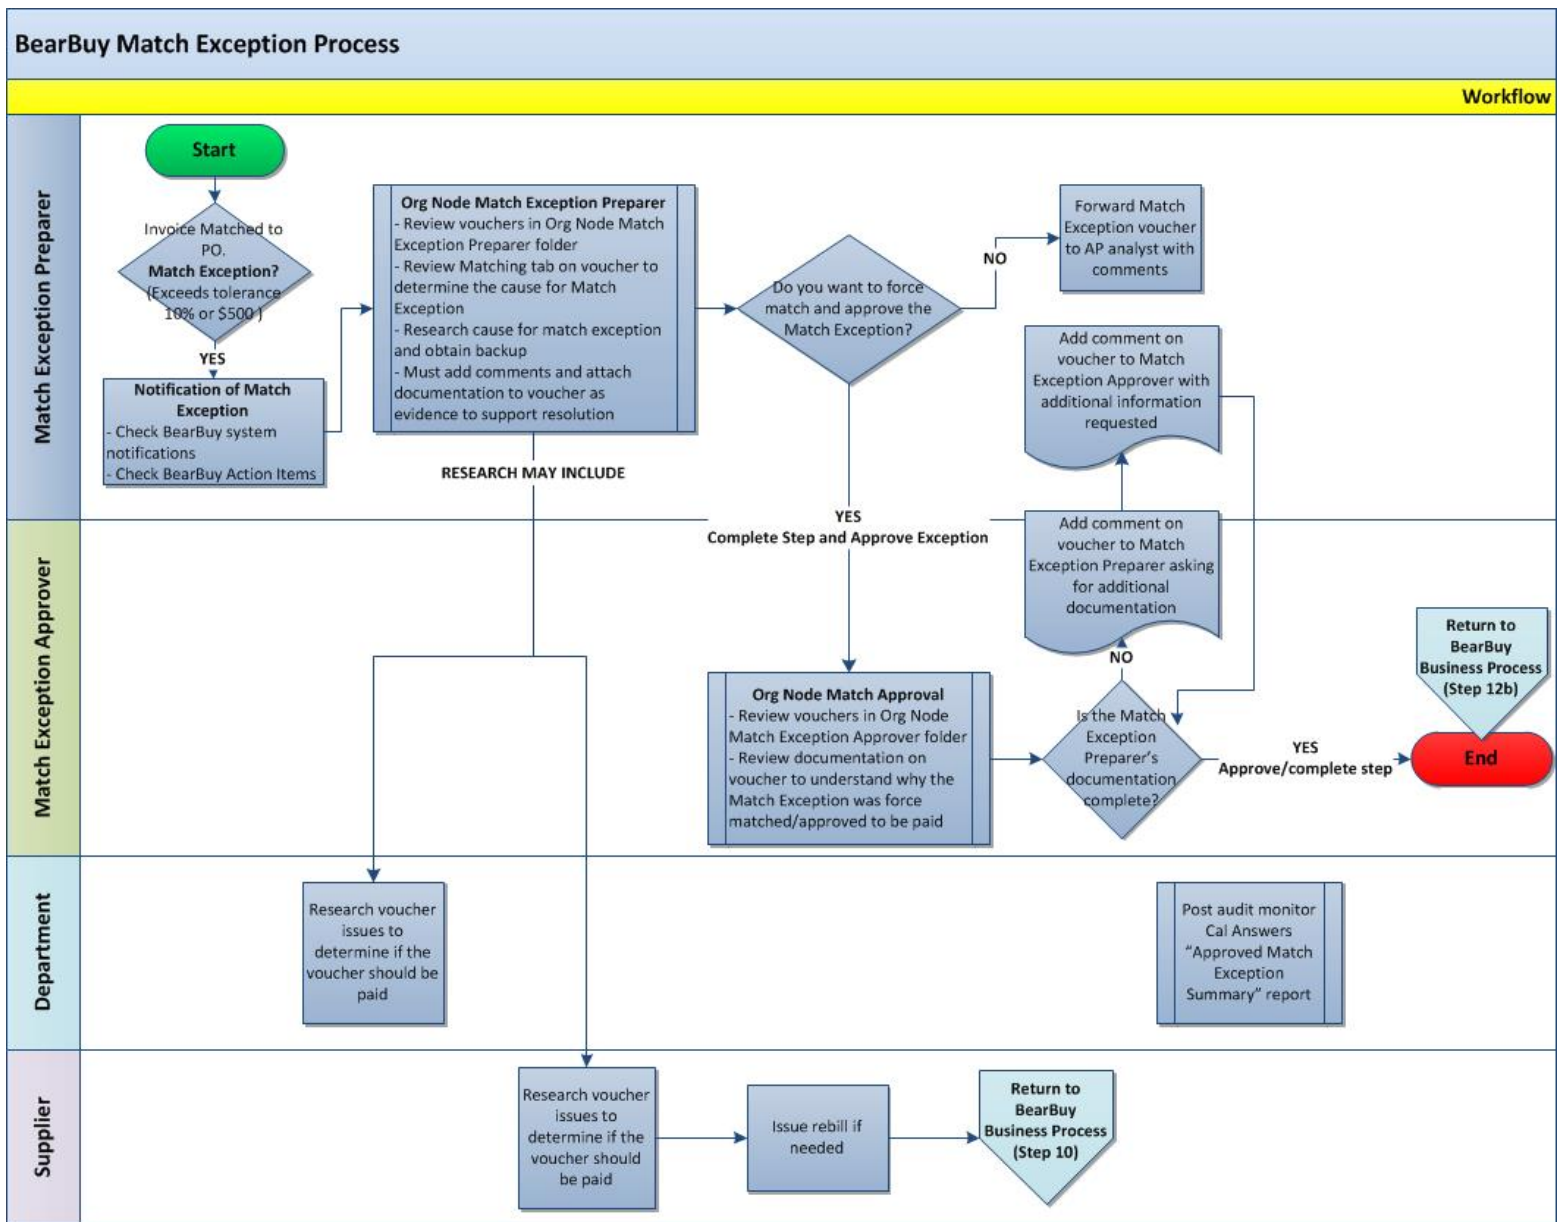 BearBuy Match Exception Process
Workflow
Match Exception Preparer
Start
Invoice Matched to
PO.
Match Exception?
(Exceeds tolerance
10% or $500 )
YES
Notification of Match
Exception
- Check BearBuy system
notifications
- Check BearBuy Action Items
Org Node Match Exception Preparer
- Review vouchers in Org Node Match
Exception Preparer folder
- Review Matching tab on voucher to
determine the cause for Match
Exception
- Research cause for match exception
and obtain backup
- Must add comments and attach
documentation to voucher as
evidence to support resolution
RESEARCH MAY INCLUDE
Do you want to force
match and approve the
Match Exception?
NO
Forward Match
Exception voucher
to AP analyst with
comments
Add comment on
voucher to Match
Exception Approver with
additional information
requested
YES
Complete Step and Approve Exception
Match Exception Approver
Add comment on
voucher to Match
Exception Preparer asking
for additional
documentation
NO
Org Node Match Approval
- Review vouchers in Org Node
Match Exception Approver folder
- Review documentation on
voucher to understand why the
Match Exception was force
matched/approved to be paid
Is the Match
Exception
Preparer's
documentation
complete?
YES
Approve/complete step
Return to
BearBuy
Business Process
(Step 12b)
End
Department
Research voucher
issues to
determine if the
voucher should be
paid
Post audit monitor
Cal Answers
“Approved Match
Exception
Summary” report
Supplier
Research voucher
issues to
determine if the
voucher should
be paid
Issue rebill if
needed
Return to
BearBuy
Business Process
(Step 10)